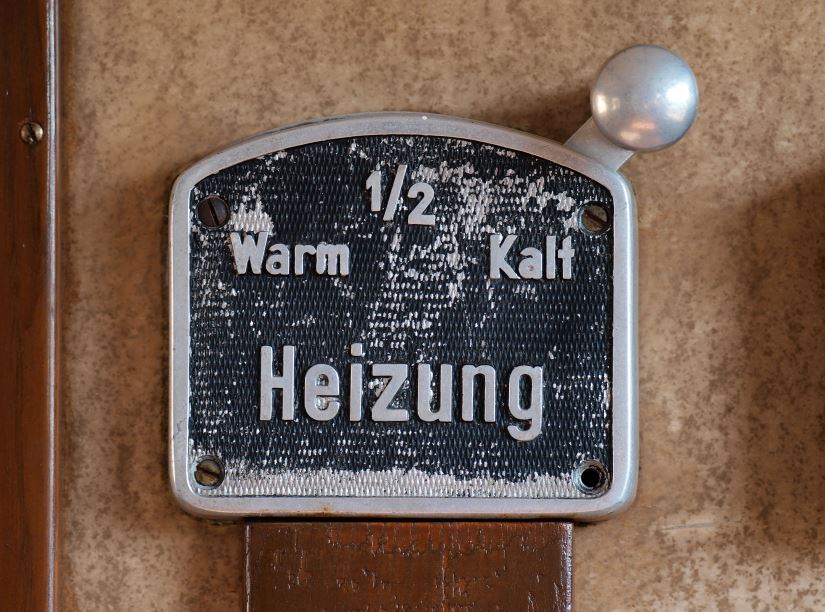 1/2
Warm Kalt
Heizung